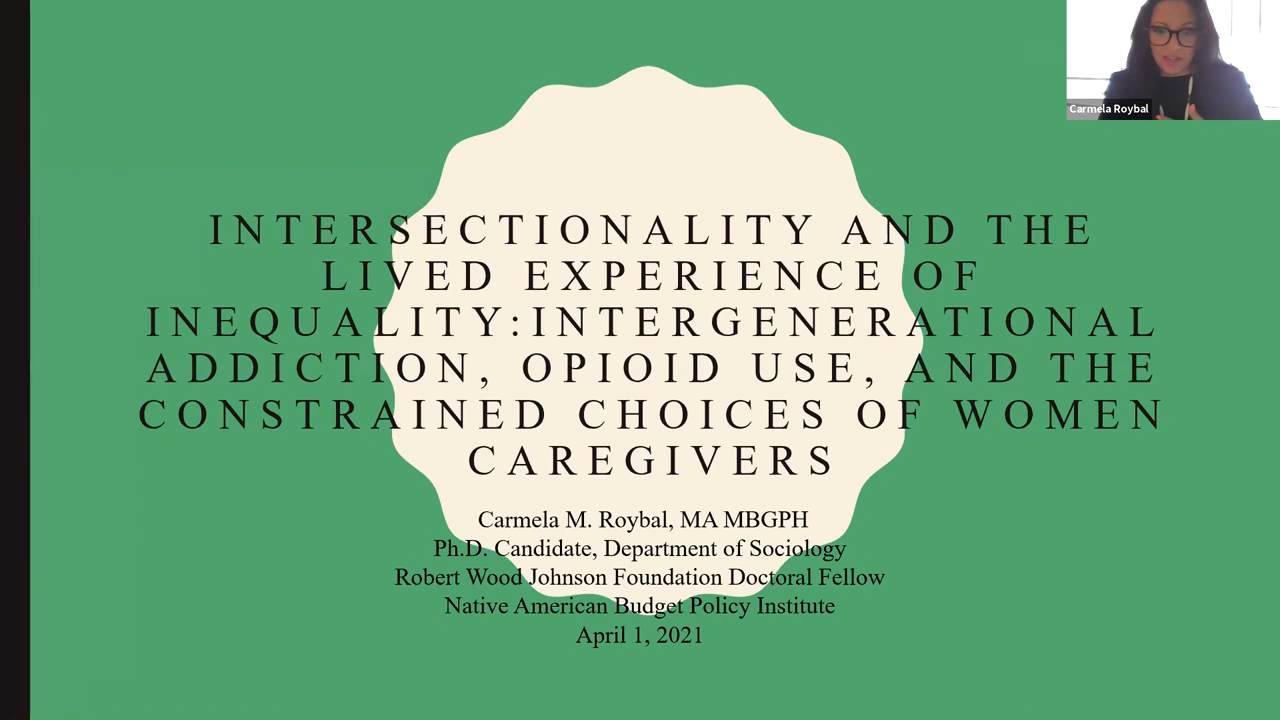 INTERSECTIONALITY AND THE
LIVED EXPERIENCE OF
INEQUALITY:INTERGENERATIONAL
ADDICTION, OPIOID USE, AND THE
CONSTRAINED CHOICES OF WOMEN
CAREGIVERS
Carmela M. Roybal, MA MBGPH
Ph.D. Candidate, Department of Sociology
Robert Wood Johnson Foundation Doctoral Fellow
Native American Budget Policy Institute
April 1, 2021
Carmela Roybal